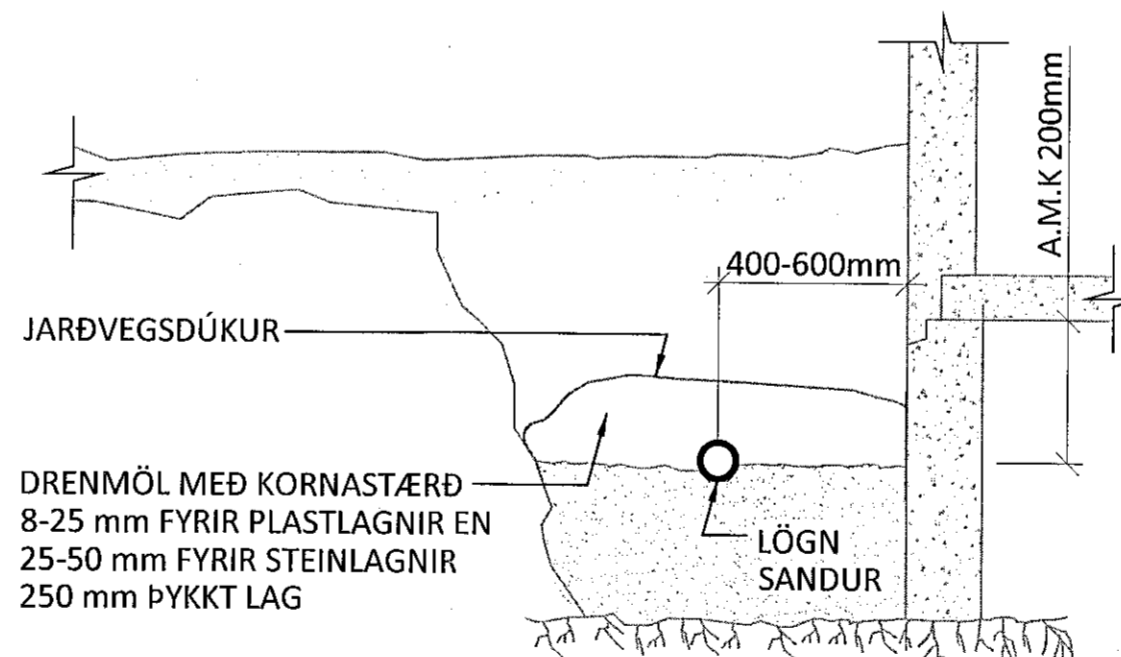 A.M.K 200mm
400-600mm
JARÐVEGSDÚKUR
DRENMÖL MEÐ KORNASTÆRÐ
8-25 mm FYRIR PLASTLAGNIR EN
25-50 mm FYRIR STEINLAGNIR
250 mm ÞYKKT LAG
LÖGN
SANDUR